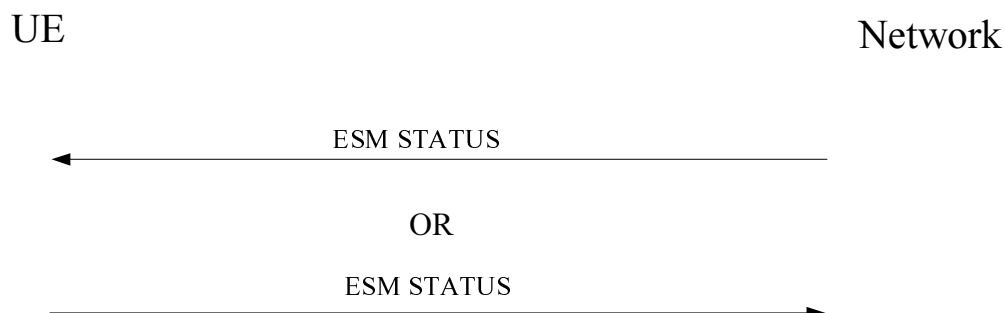 UE
Network
ESM STATUS
OR
ESM STATUS